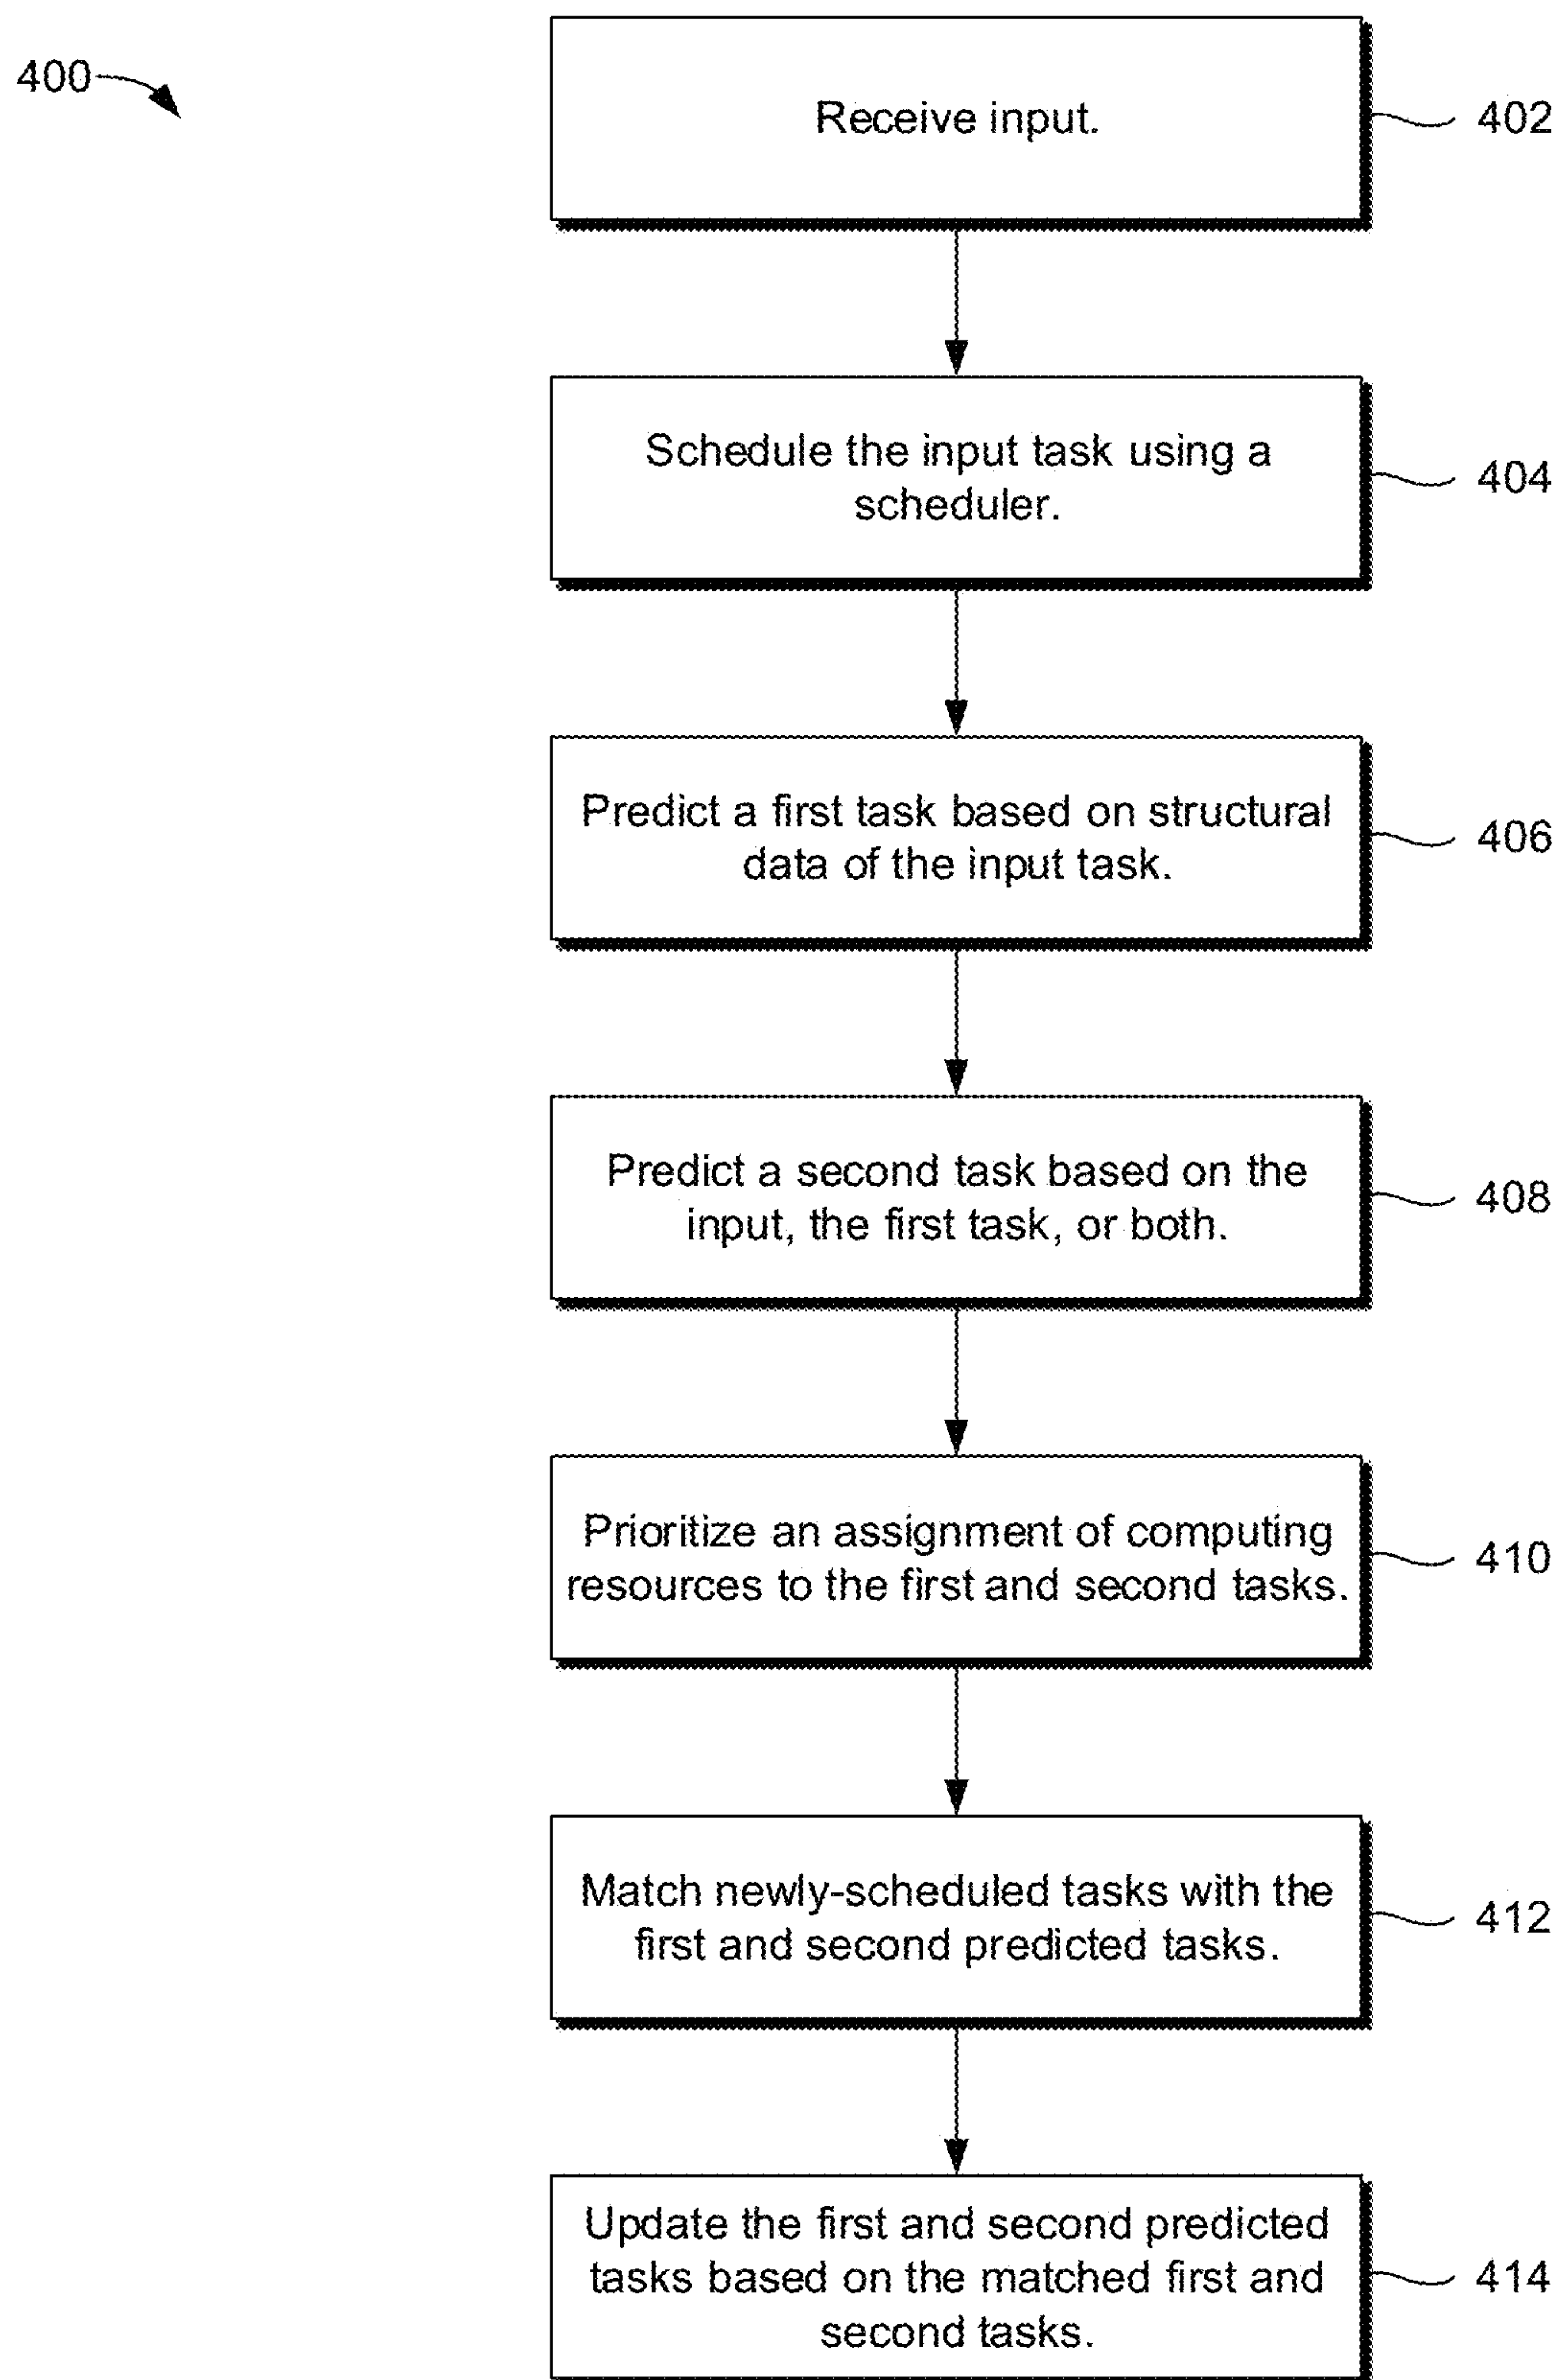 400
Receive input.
402
Schedule the input task using a
scheduler.
404
Predict a first task based on structural
data of the input task.
406
Predict a second task based on the
input, the first task, or both.
408
Prioritize an assignment of computing
resources to the first and second tasks.
410
Match newly-scheduled tasks with the
first and second predicted tasks.
412
Update the first and second predicted
tasks based on the matched first and
second tasks.
414